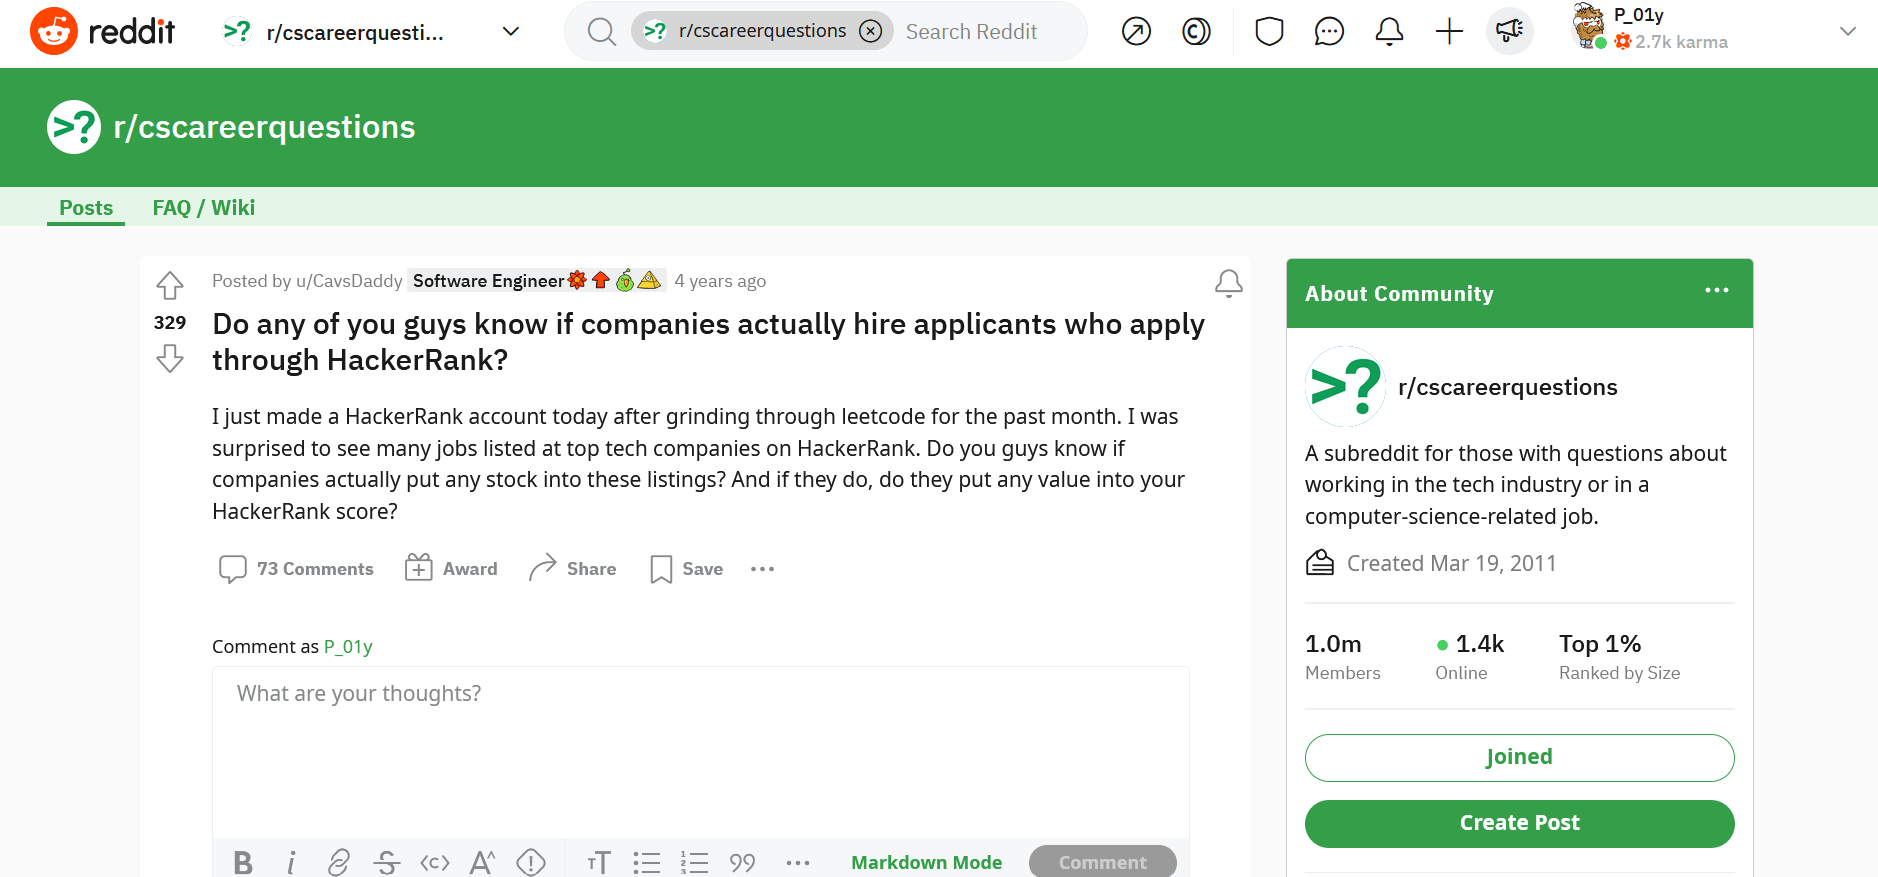 reddit
r/cscareerquesti...
r/cscareerquestions
Search Reddit
P_01y
2.7k karma
>? r/cscareerquestions
Posts
FAQ / Wiki
Posted by u/CavsDaddy Software Engineer 4 years ago
329
Do any of you guys know if companies actually hire applicants who apply
through HackerRank?
I just made a HackerRank account today after grinding through leetcode for the past month. I was
surprised to see many jobs listed at top tech companies on HackerRank. Do you guys know if
companies actually put any stock into these listings? And if they do, do they put any value into your
HackerRank score?
73 Comments
Award
Share
Save
Comment as P_01y
What are your thoughts?
Markdown Mode
Comment
About Community
>? r/cscareerquestions
A subreddit for those with questions about
working in the tech industry or in a
computer-science-related job.
Created Mar 19, 2011
1.0m
Members
1.4k
Online
Top 1%
Ranked by Size
Joined
Create Post